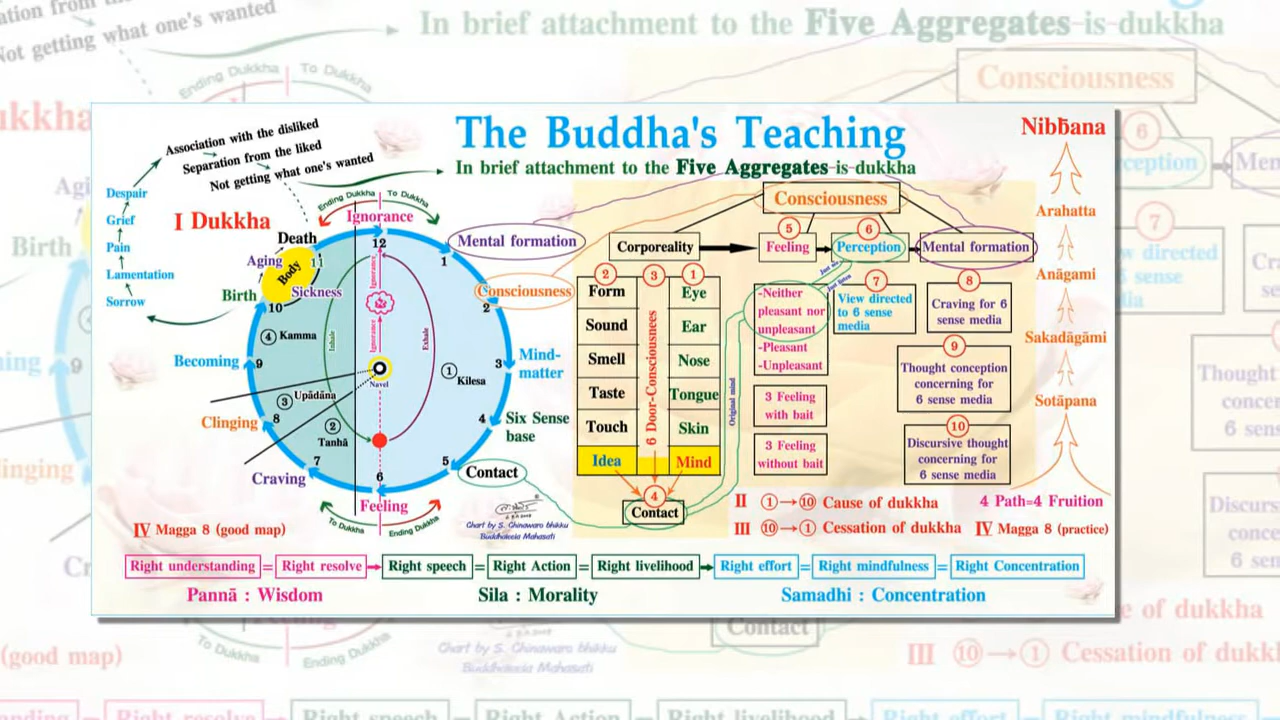 The Buddha's Teaching
In brief attachment to the Five Aggregates is dukkha
Association with the disliked
Separation from the liked
Not getting what one's wanted
Despair
Grief
Pain
Lamentation
Sorrow
I Dukkha
Ending Dukkha
To Dukkha
Ignorance
12
Death
11
Aging
Body
Sickness
Birth
10
4 Kamma
Becoming
9
3 Upādāna
Clinging
8
2
Tanhā
Craving
7
6
Feeling
To Dukkha
Ending Dukkha
Inhale
Exhale
Ignorance
Ignorance
Navel
1
Kilesa
1
Mental formation
2
Consciousness
3
Mind-
matter
4
Six Sense
base
5
Contact
Chart by S. Chinawaro bhikku
Buddhateeia Mahasati
IV Magga 8 (good map)
Consciousness
Corporeality
5
Feeling
6
Perception
Mental formation
2
3
1
Form
Eye
Sound
Ear
Smell
Nose
Taste
Tongue
Touch
Skin
Idea
Mind
6 Door-Consciousnees
4
Contact
Original mind
-Neither
pleasant nor
unpleasant
-Pleasant
-Unpleasant
3 Feeling
with bait
3 Feeling
without bait
7
View directed
to 6 sense
media
8
Craving for 6
sense media
9
Thought conception
concerning for
6 sense media
10
Discursive thought
concerning for
6 sense media
Nibbana
Arahatta
Anāgami
Sakadāgāmi
Sotāpana
4 Path=4 Fruition
II 1→10 Cause of dukkha
III 10→1 Cessation of dukkha
IV Magga 8 (practice)
Right understanding = Right resolve → Right speech = Right Action = Right livelihood → Right effort = Right mindfulness = Right Concentration
Pannā : Wisdom
Sila : Morality
Samadhi : Concentration